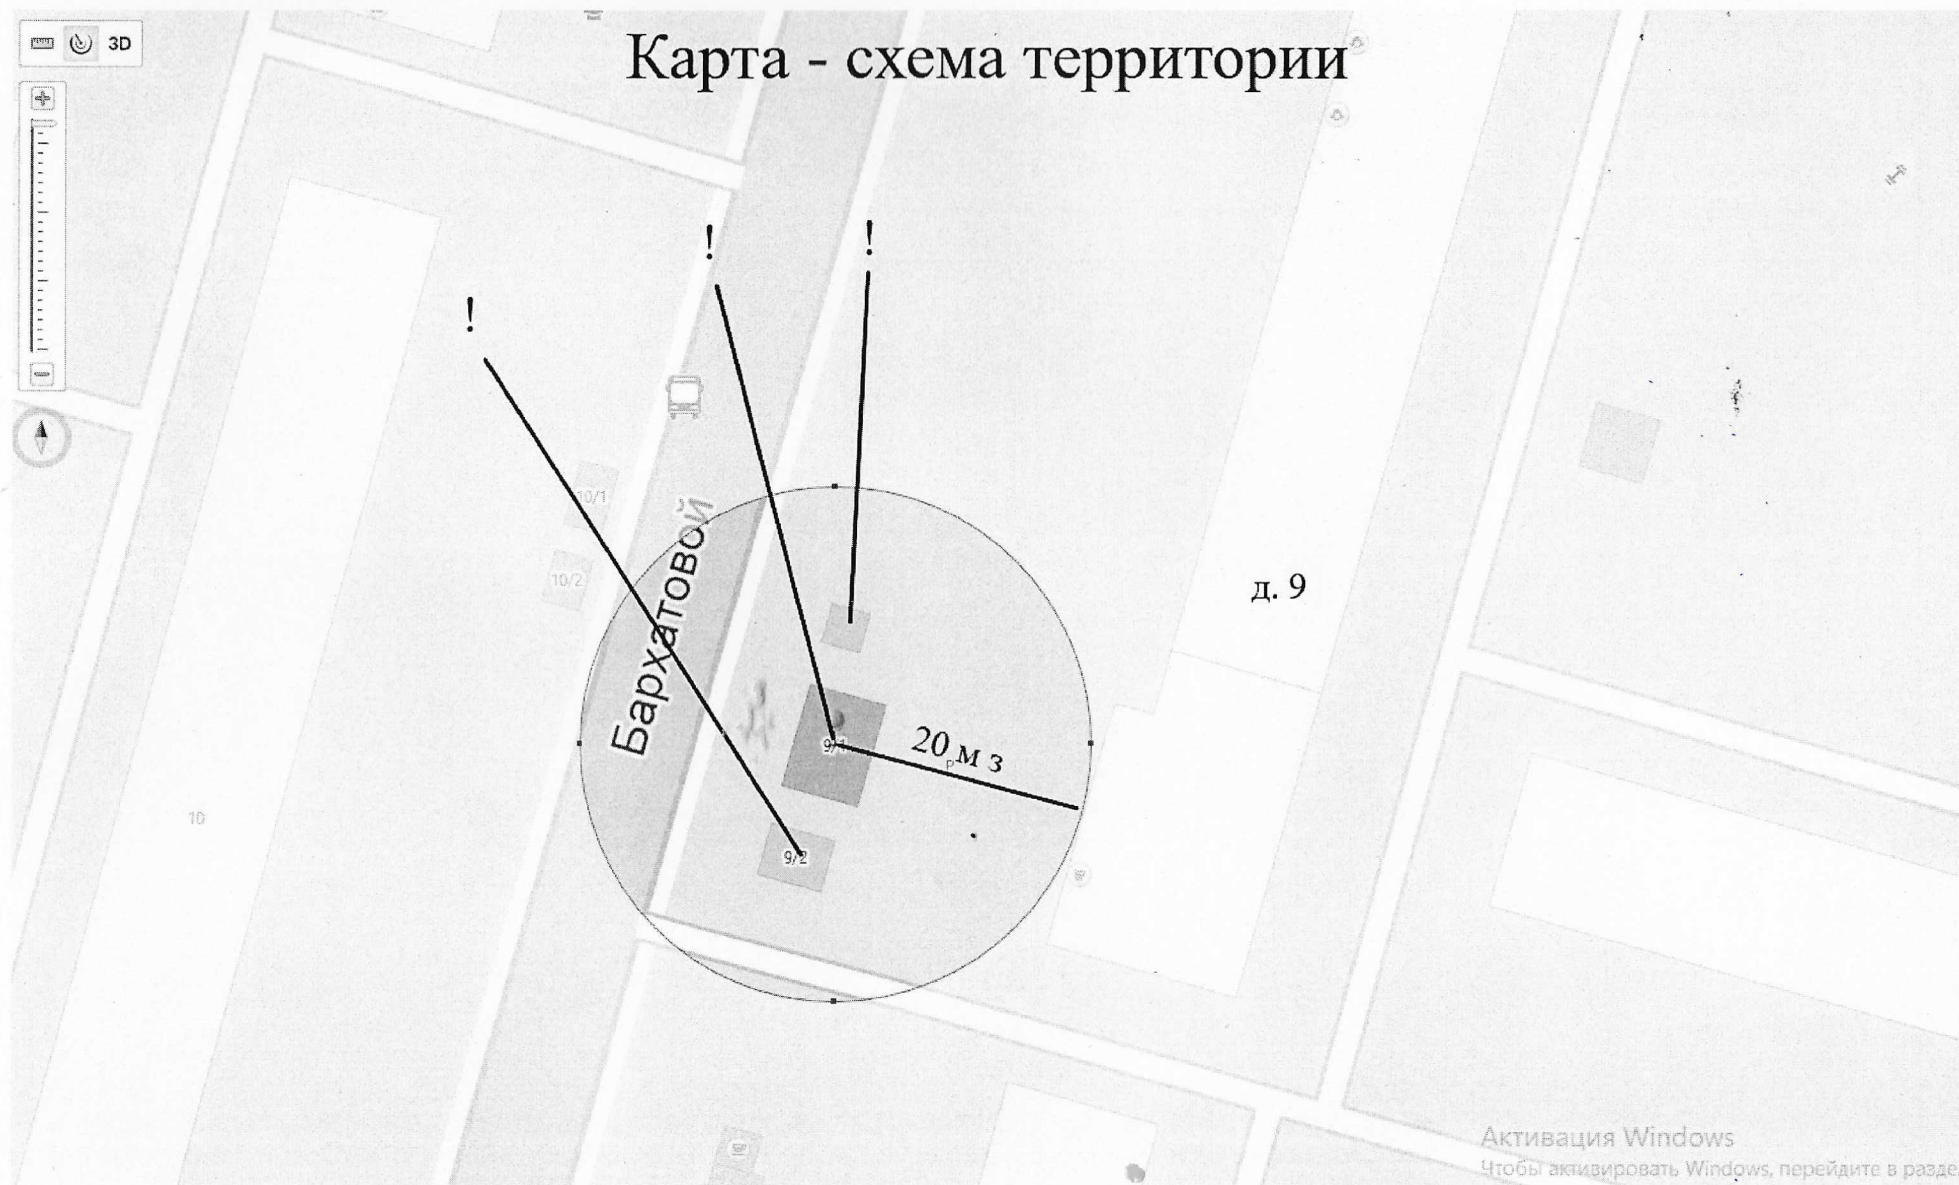 3D
Карта - схема территории
!
!
!
10/1
10/2
Бархатовой
д. 9
20 м з
9/1
9/2
10
Активация Windows
Чтобы активировать Windows, перейдите в разде